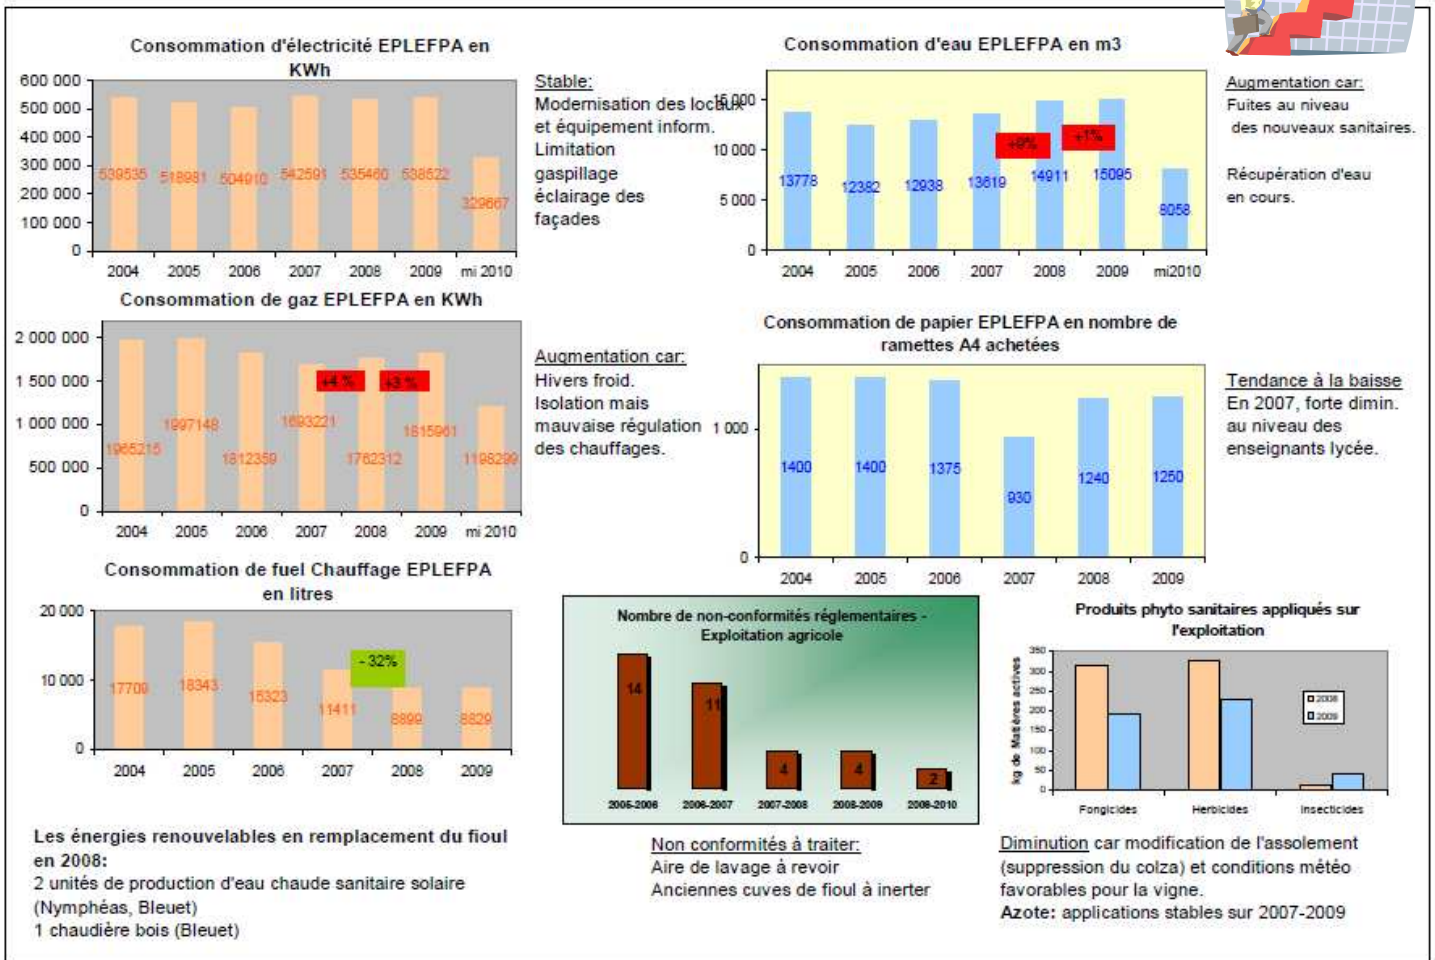 Consommation d'électricité EPLEFPA en
KWh
600 000
500 000
400 000
300 000
200 000
100 000
0
539535
518981
504910
542591
535460
538522
329667
2004
2005
2006
2007
2008
2009
mi 2010
Stable:
Modernisation des locaux
et équipement inform.
Limitation
gaspillage
éclairage des
façades
Consommation d'eau EPLEFPA en m3
15 000
10 000
5 000
0
13778
12382
12938
13619
14911
15095
8058
+9%
+1%
2004
2005
2006
2007
2008
2009
mi2010
Augmentation car:
Fuites au niveau
des nouveaux sanitaires.
Récupération d'eau
en cours.
Consommation de gaz EPLEFPA en KWh
2 000 000
1 500 000
1 000 000
500 000
0
1965215
1997148
1812359
1693221
1762312
1815961
1198299
+4 %
+3 %
2004
2005
2006
2007
2008
2009
mi 2010
Augmentation car:
Hivers froid.
Isolation mais
mauvaise régulation
des chauffages.
Consommation de papier EPLEFPA en nombre de
ramettes A4 achetées
1 000
0
1400
1400
1375
930
1240
1250
2004
2005
2006
2007
2008
2009
Tendance à la baisse
En 2007, forte dimin.
au niveau des
enseignants lycée.
Consommation de fuel Chauffage EPLEFPA
en litres
20 000
10 000
0
17709
18343
15323
11411
8899
8829
- 32%
2004
2005
2006
2007
2008
2009
Les énergies renouvelables en remplacement du fioul
en 2008:
2 unités de production d'eau chaude sanitaire solaire
(Nymphéas, Bleuet)
1 chaudière bois (Bleuet)
Nombre de non-conformités réglementaires -
Exploitation agricole
14
11
4
4
2
2005-2006
2006-2007
2007-2008
2008-2009
2009-2010
Non conformités à traiter:
Aire de lavage à revoir
Anciennes cuves de fioul à inerter
Produits phyto sanitaires appliqués sur
l'exploitation
kg de Matières actives
350
300
250
200
150
100
50
0
2008
2009
Fongicides
Herbicides
Insecticides
Diminution car modification de l'assolement
(suppression du colza) et conditions météo
favorables pour la vigne.
Azote: applications stables sur 2007-2009